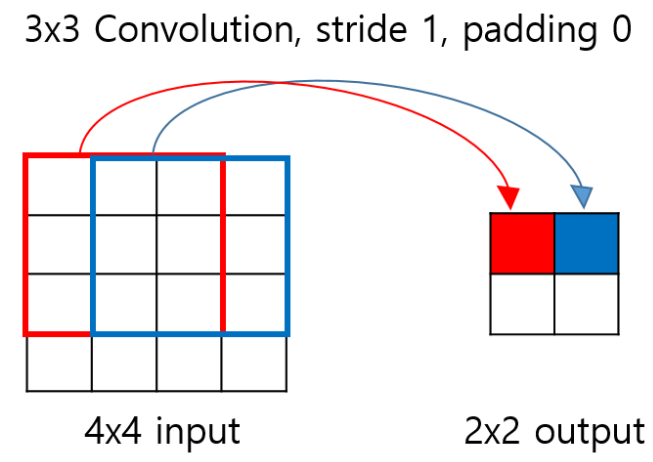 3x3 Convolution, stride 1, padding 0
4x4 input
2x2 output